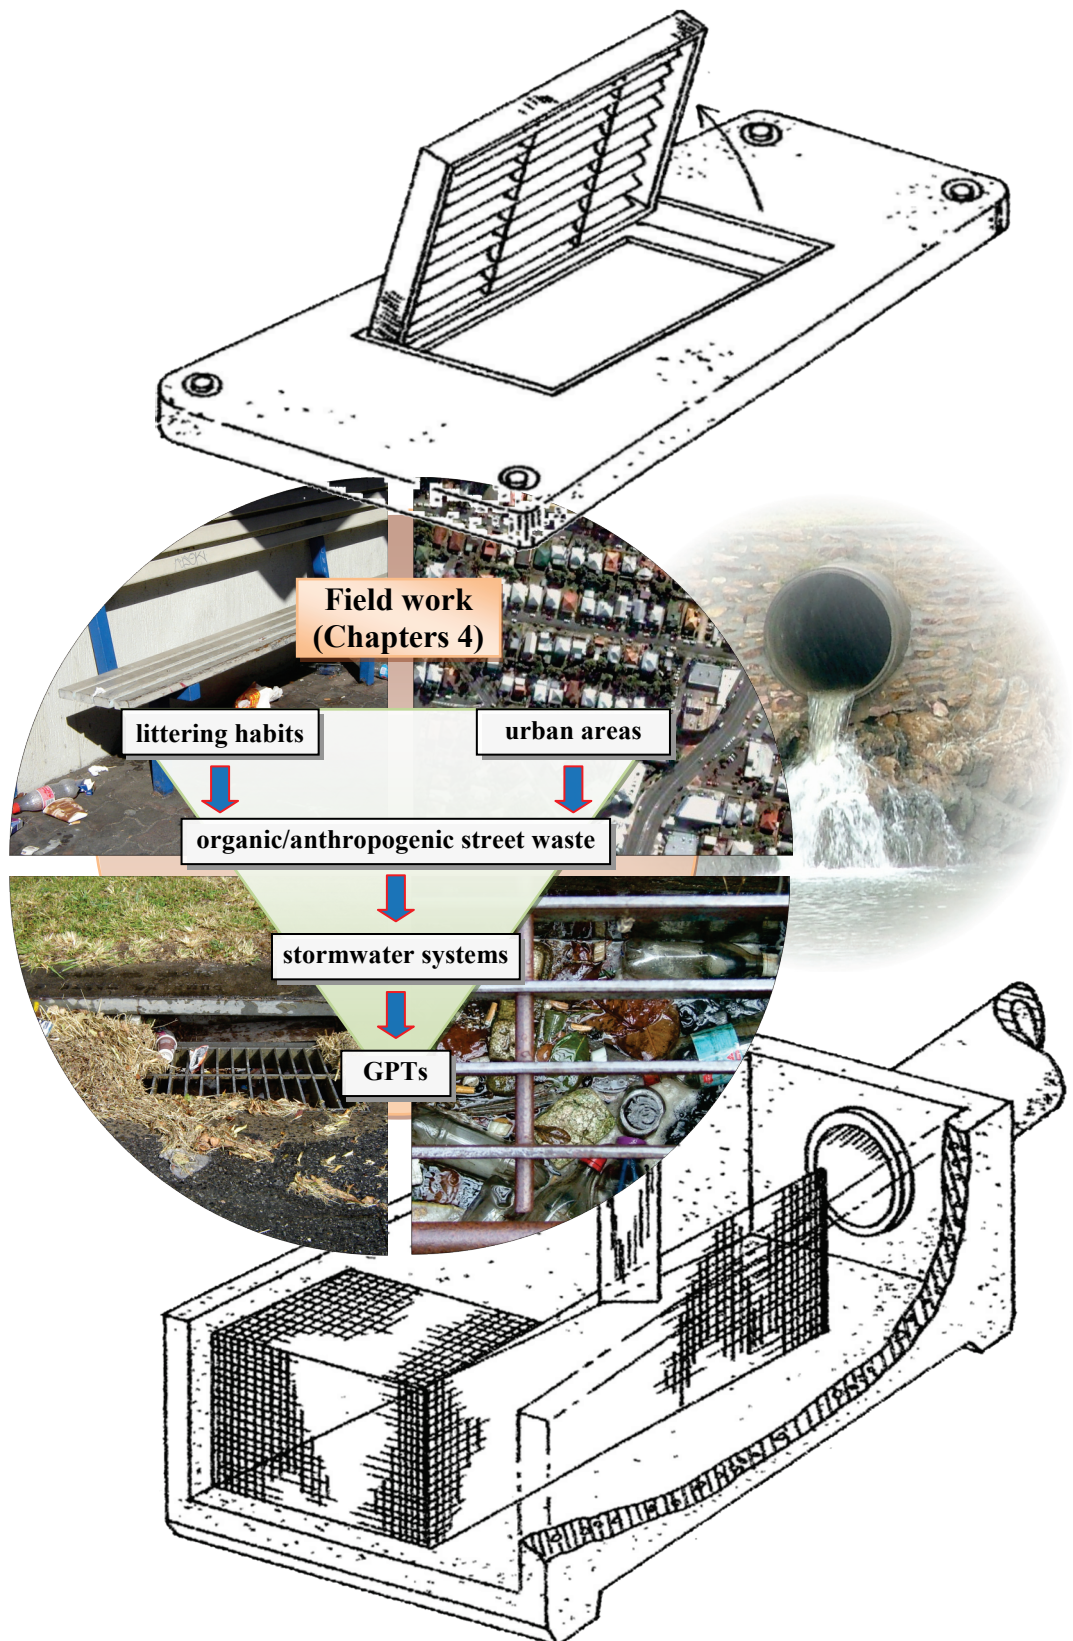 Field work
(Chapters 4)
littering habits
urban areas
organic/anthropogenic street waste
stormwater systems
GPTs